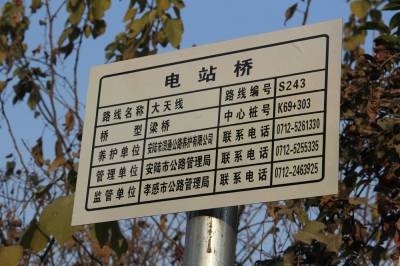 电站桥
路线名称 大天线 路线编号 S243
桥型 梁桥 中心桩号 K69+303
养护单位 安陆市顶通公路养护有限公司 联系电话 0712-5261330
管理单位 安陆市公路管理局 联系电话 0712-5255335
监管单位 孝感市公路管理局 联系电话 0712-2463925